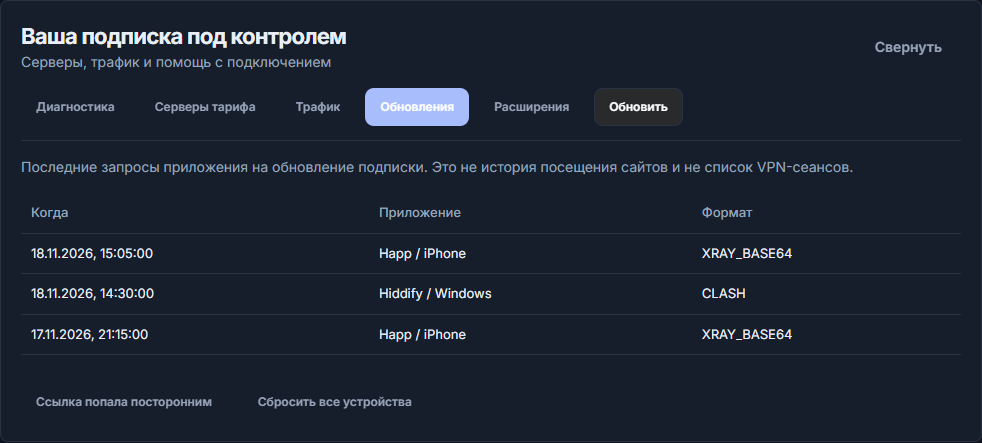 Ваша подписка под контролем
Серверы, трафик и помощь с подключением
Свернуть
Диагностика Серверы тарифа Трафик Обновления Расширения Обновить
Последние запросы приложения на обновление подписки. Это не история посещения сайтов и не список VPN-сеансов.
Когда Приложение Формат
18.11.2026, 15:05:00 Happ / iPhone XRAY_BASE64
18.11.2026, 14:30:00 Hiddify / Windows CLASH
17.11.2026, 21:15:00 Happ / iPhone XRAY_BASE64
Ссылка попала посторонним Сбросить все устройства